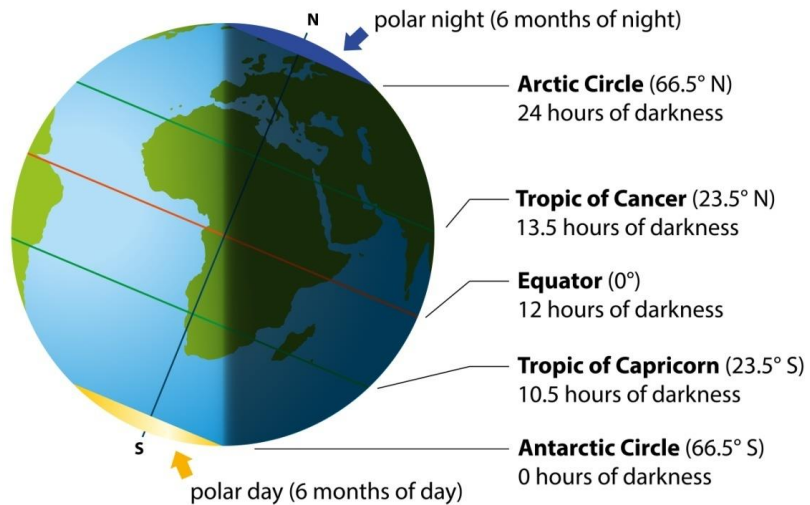 N
polar night (6 months of night)
Arctic Circle (66.5° N)
24 hours of darkness
Tropic of Cancer (23.5° N)
13.5 hours of darkness
Equator (0°)
12 hours of darkness
Tropic of Capricorn (23.5° S)
10.5 hours of darkness
Antarctic Circle (66.5° S)
0 hours of darkness
S
polar day (6 months of day)